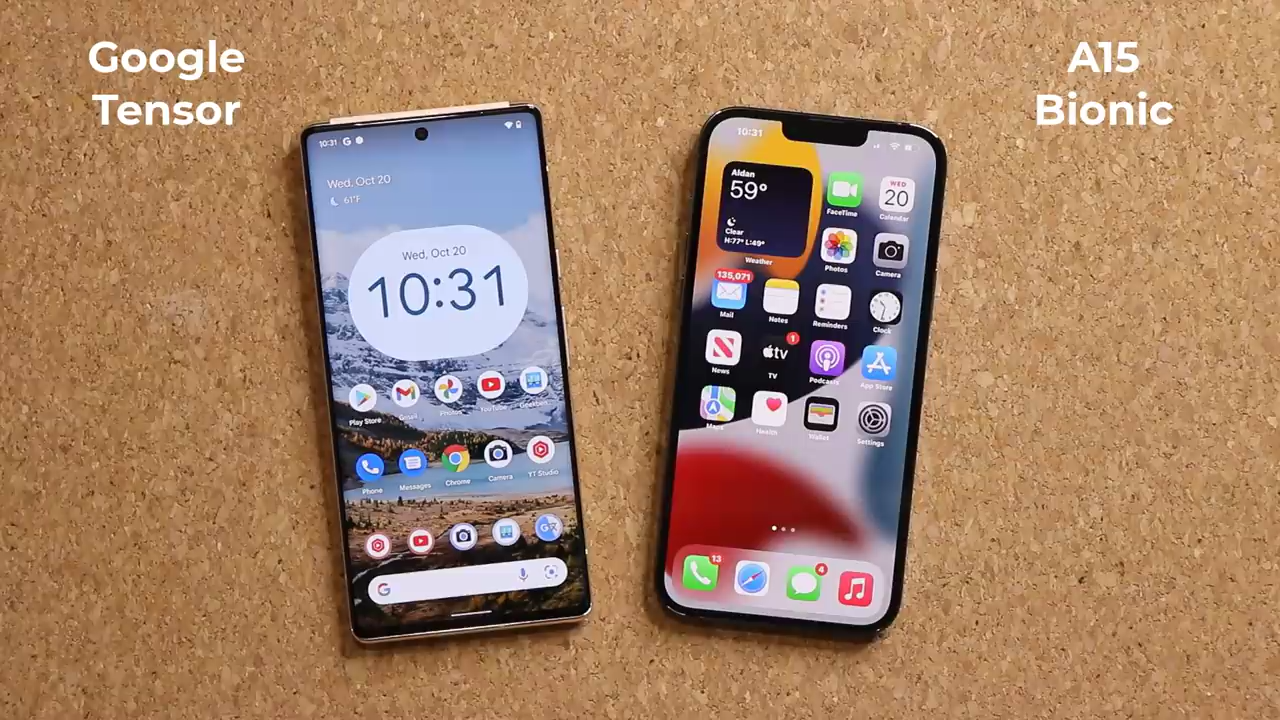 Google
Tensor
A15
Bionic
10:31
Wed, Oct 20
61°F
Wed, Oct 20
10:31
Play Store
Gmail
Photos
YouTube
Geekben...
Phone
Messages
Chrome
Camera
YT Studio
10:31
Aldan
59°
Clear
H:77° L:49°
Weather
FaceTime
WED
20
Calendar
Photos
Camera
135,071
Mail
Notes
Reminders
Clock
News
1
tv
TV
Podcasts
App Store
Maps
Health
Wallet
Settings
13
4